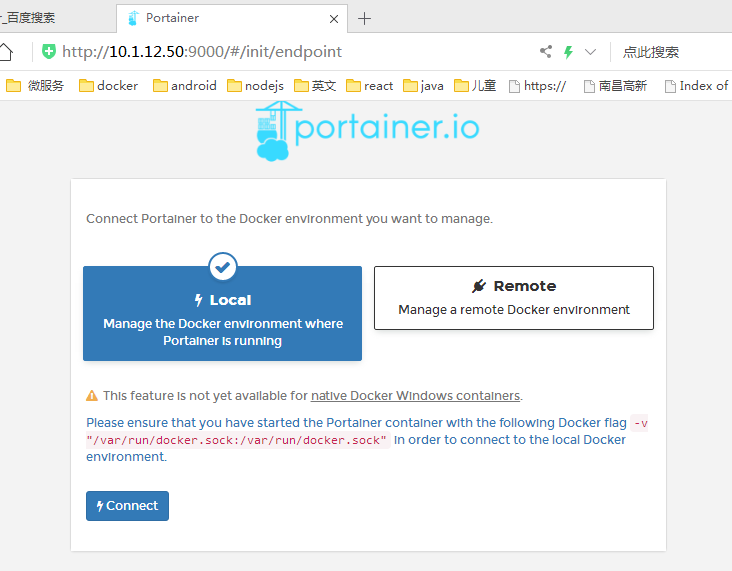 _百度搜索
Portainer
http://10.1.12.50:9000/#/init/endpoint
点此搜索
微服务 docker android nodejs 英文 react java 儿童 https:// 南昌高新 Index of
portainer.io
Connect Portainer to the Docker environment you want to manage.
Local
Manage the Docker environment where
Portainer is running
Remote
Manage a remote Docker environment
This feature is not yet available for native Docker Windows containers.
Please ensure that you have started the Portainer container with the following Docker flag -v
"/var/run/docker.sock:/var/run/docker.sock" in order to connect to the local Docker
environment.
Connect